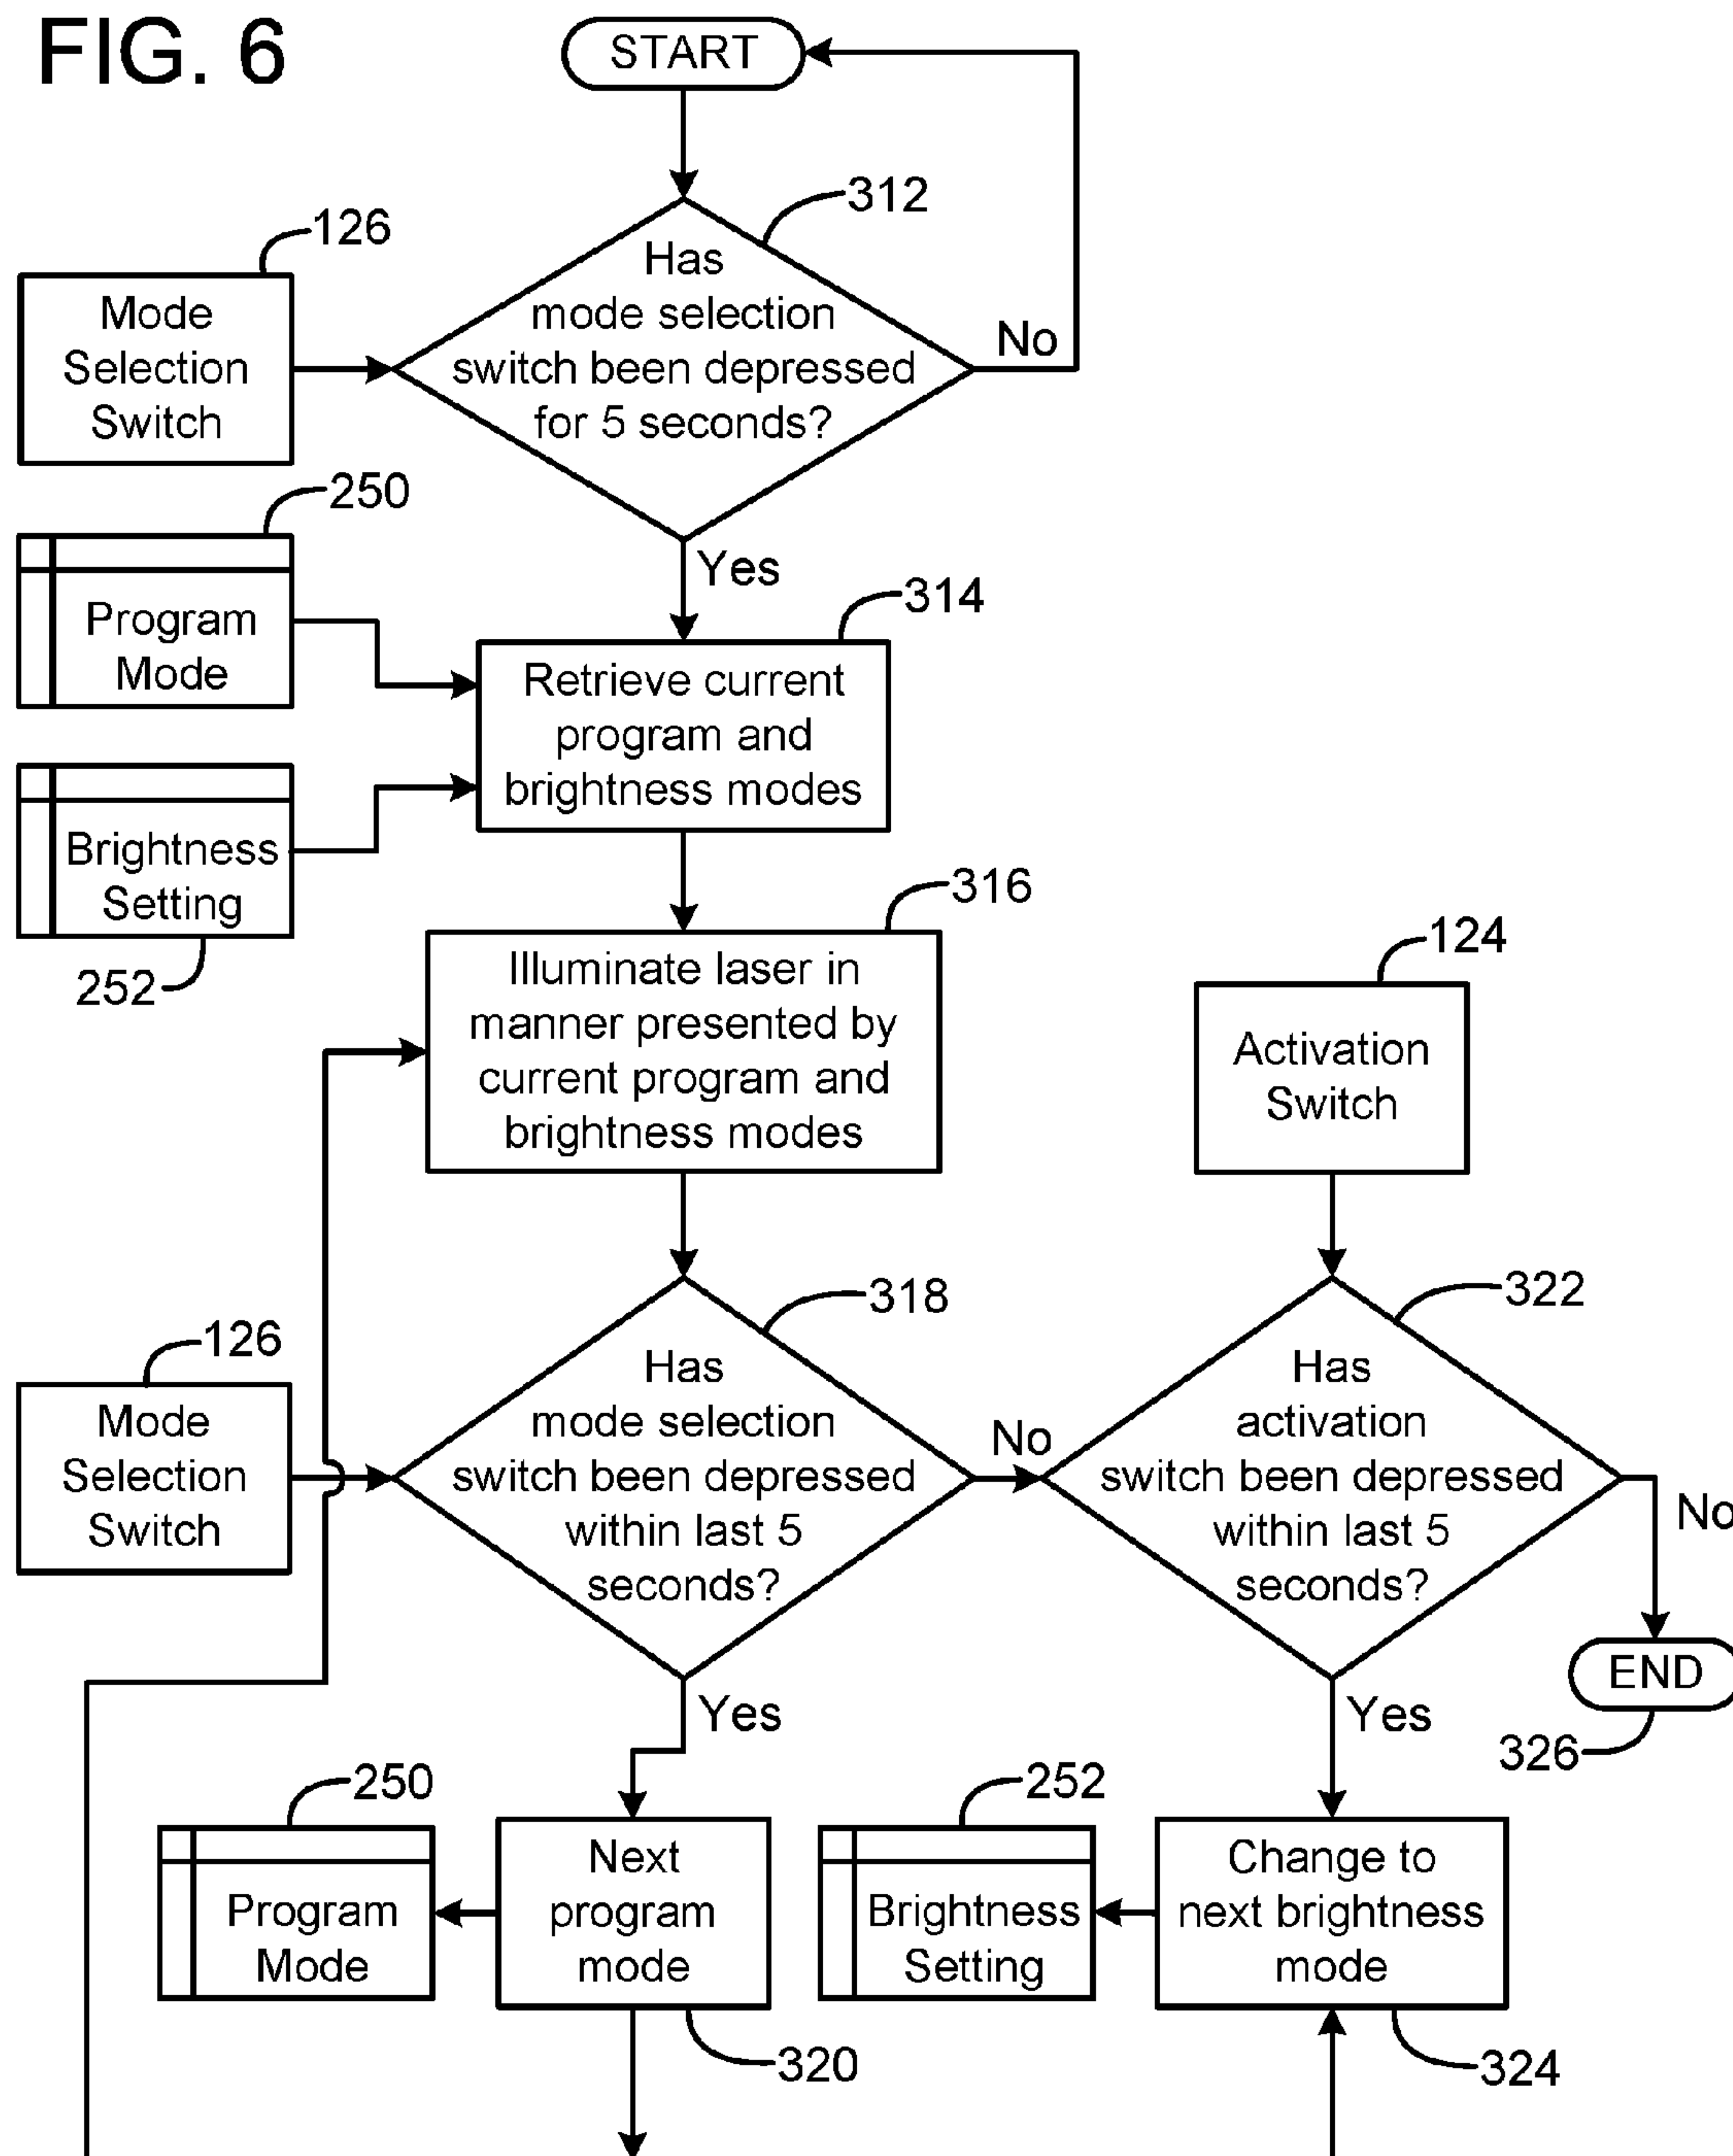 FIG. 6
START
312
126
Mode
Selection
Switch
Has
mode selection
switch been depressed
for 5 seconds?
No
250
Program
Mode
Yes
314
Retrieve current
program and
brightness modes
Brightness
Setting
252
316
Illuminate laser in
manner presented by
current program and
brightness modes
124
Activation
Switch
318
322
126
Mode
Selection
Switch
Has
mode selection
switch been depressed
within last 5
seconds?
No
Has
activation
switch been depressed
within last 5
seconds?
No
END
326
Yes
Yes
250
Program
Mode
Next
program
mode
320
252
Brightness
Setting
Change to
next brightness
mode
324